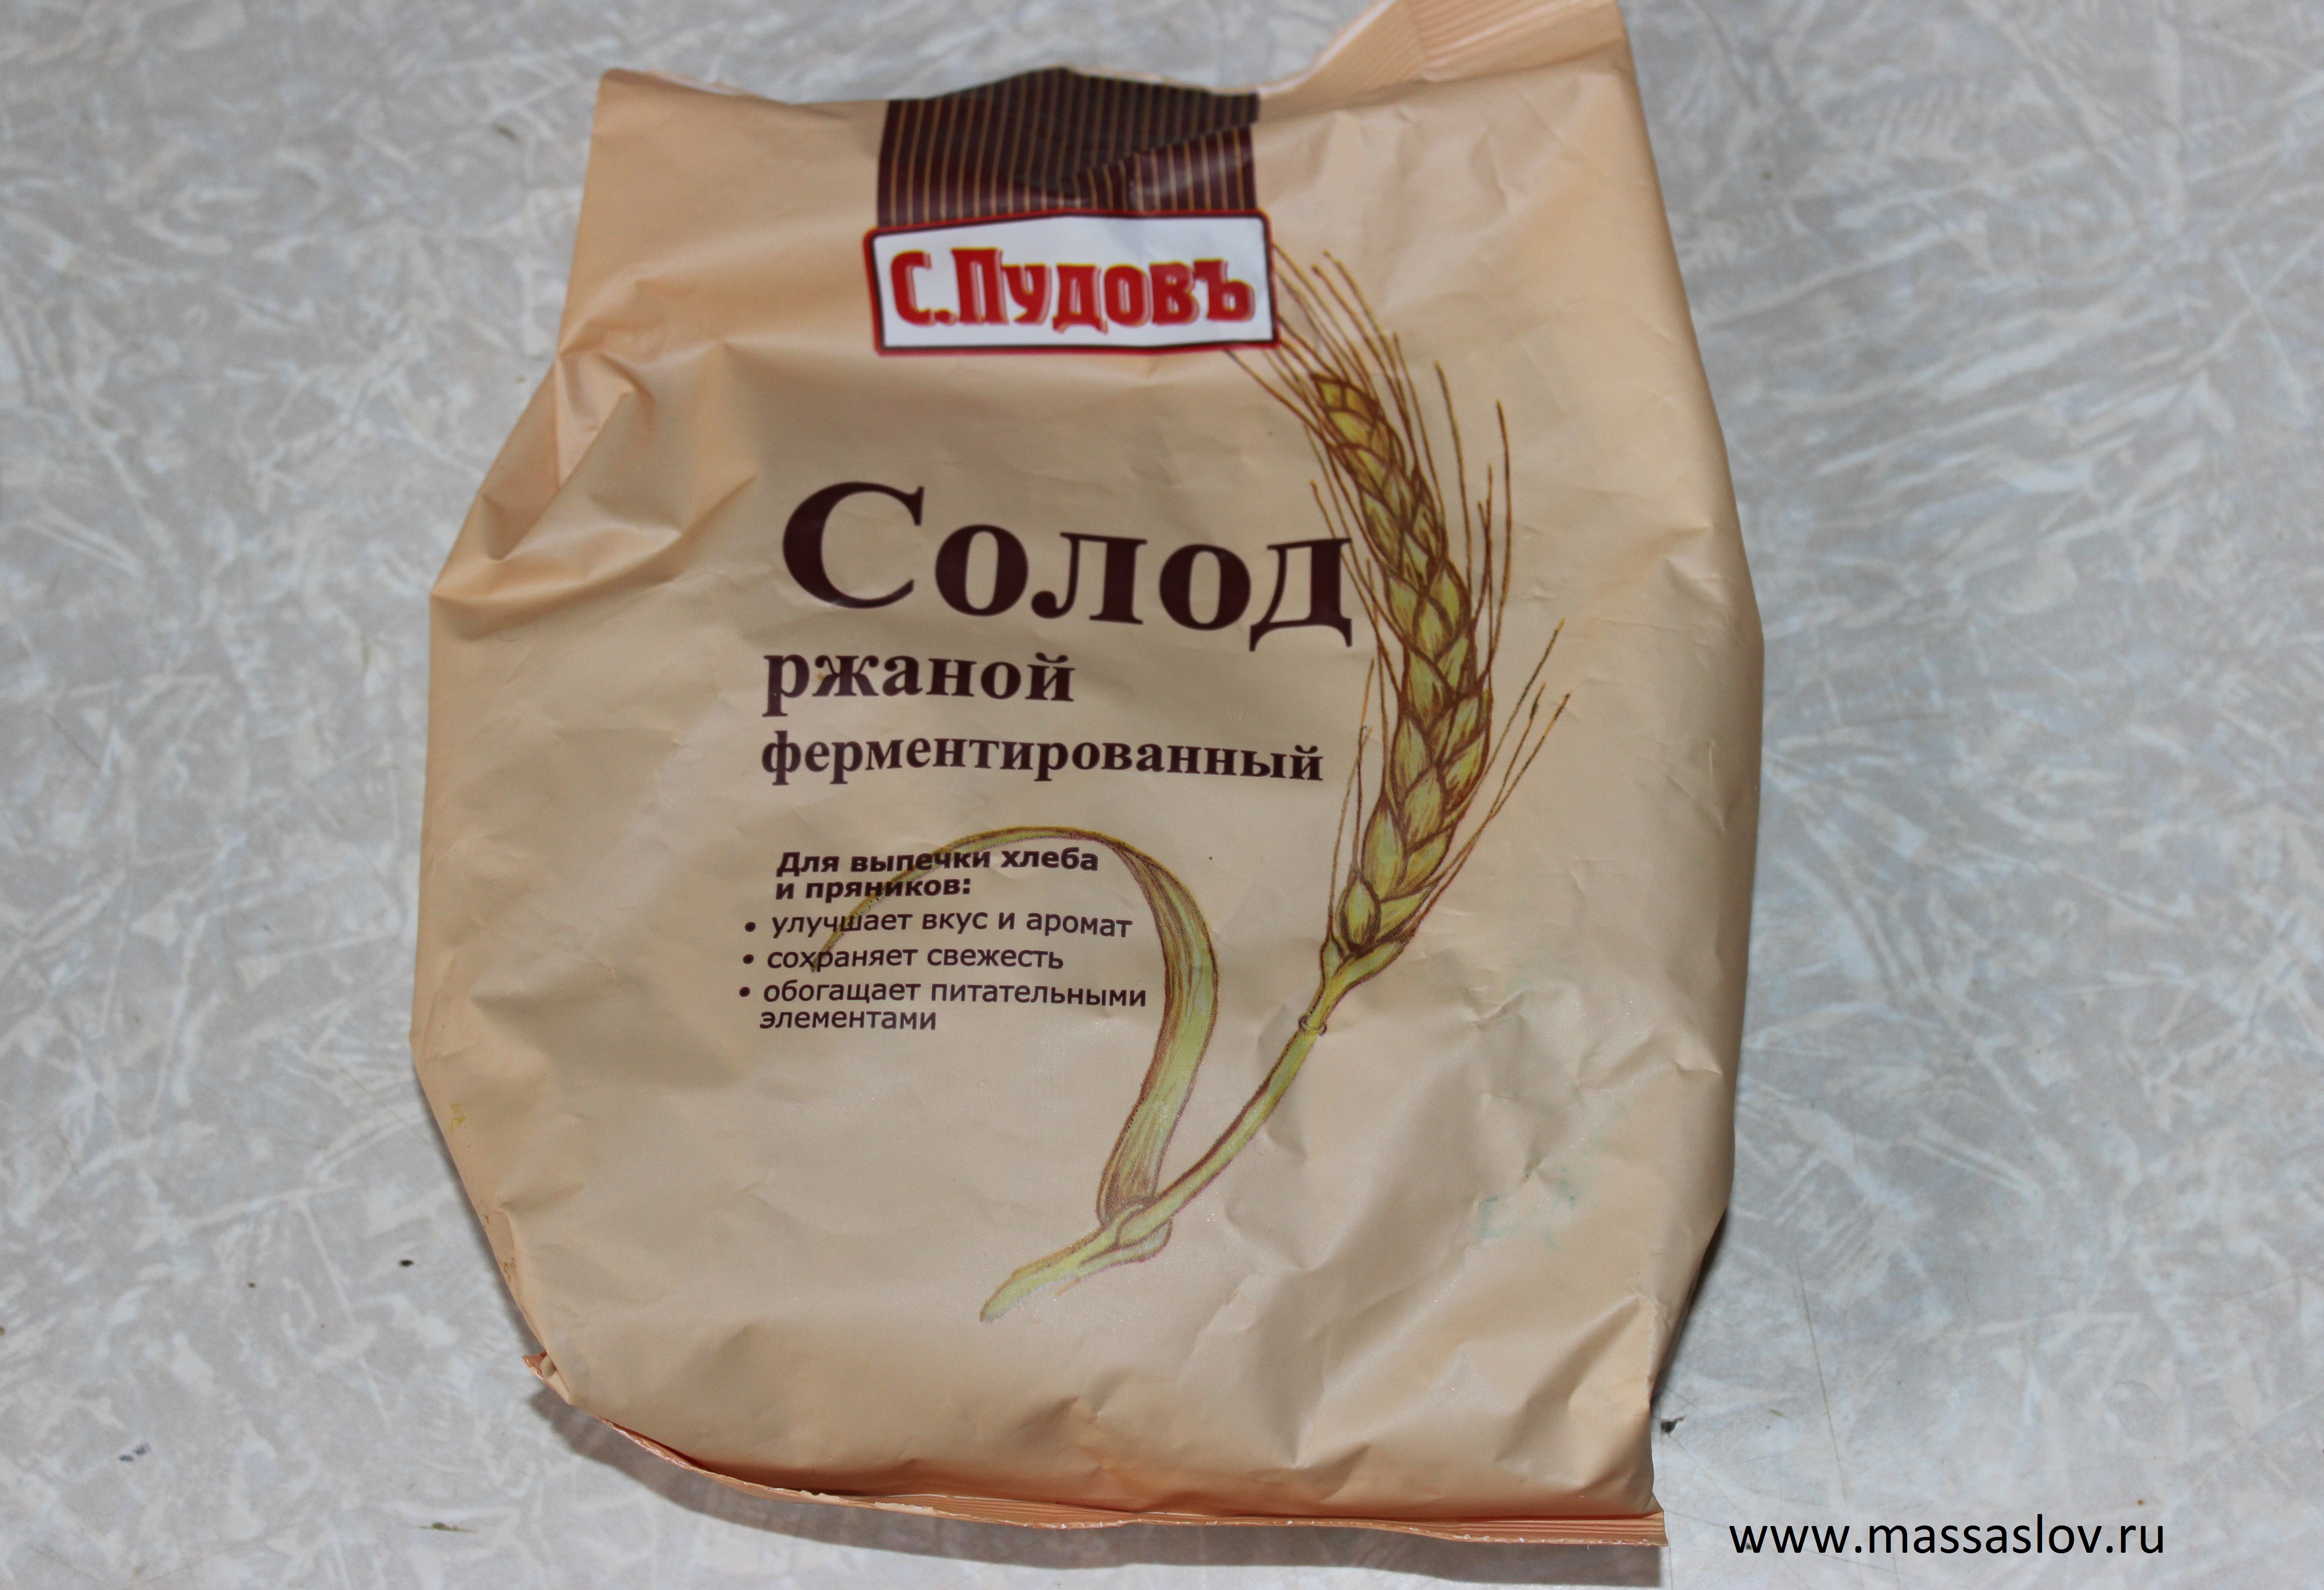 С.Пудовъ
Солод
ржаной
ферментированный
Для выпечки хлеба
и пряников:
• улучшает вкус и аромат
• сохраняет свежесть
• обогащает питательными
элементами
www.massaslov.ru